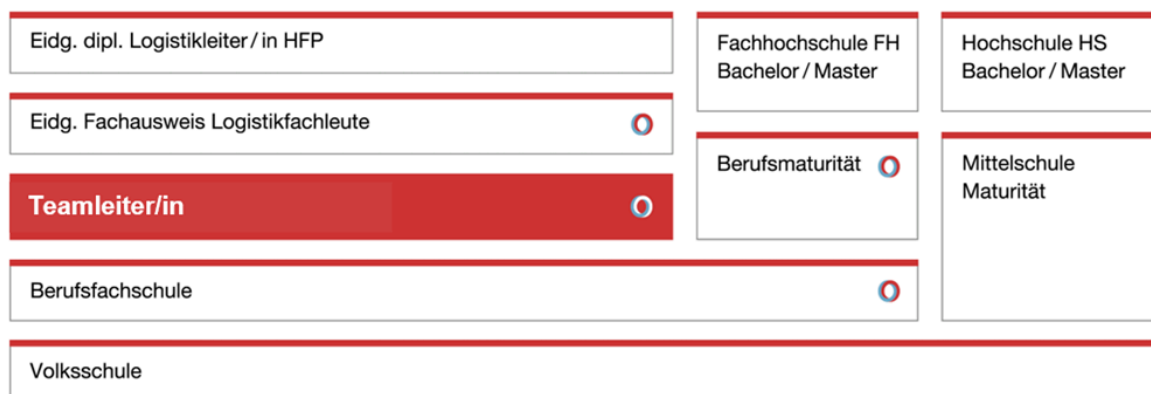 Eidg. dipl. Logistikleiter/in HFP
Fachhochschule FH
Bachelor/Master
Hochschule HS
Bachelor/Master
Eidg. Fachausweis Logistikfachleute
Berufsmaturität
Mittelschule
Maturität
Teamleiter/in
Berufsfachschule
Volksschule